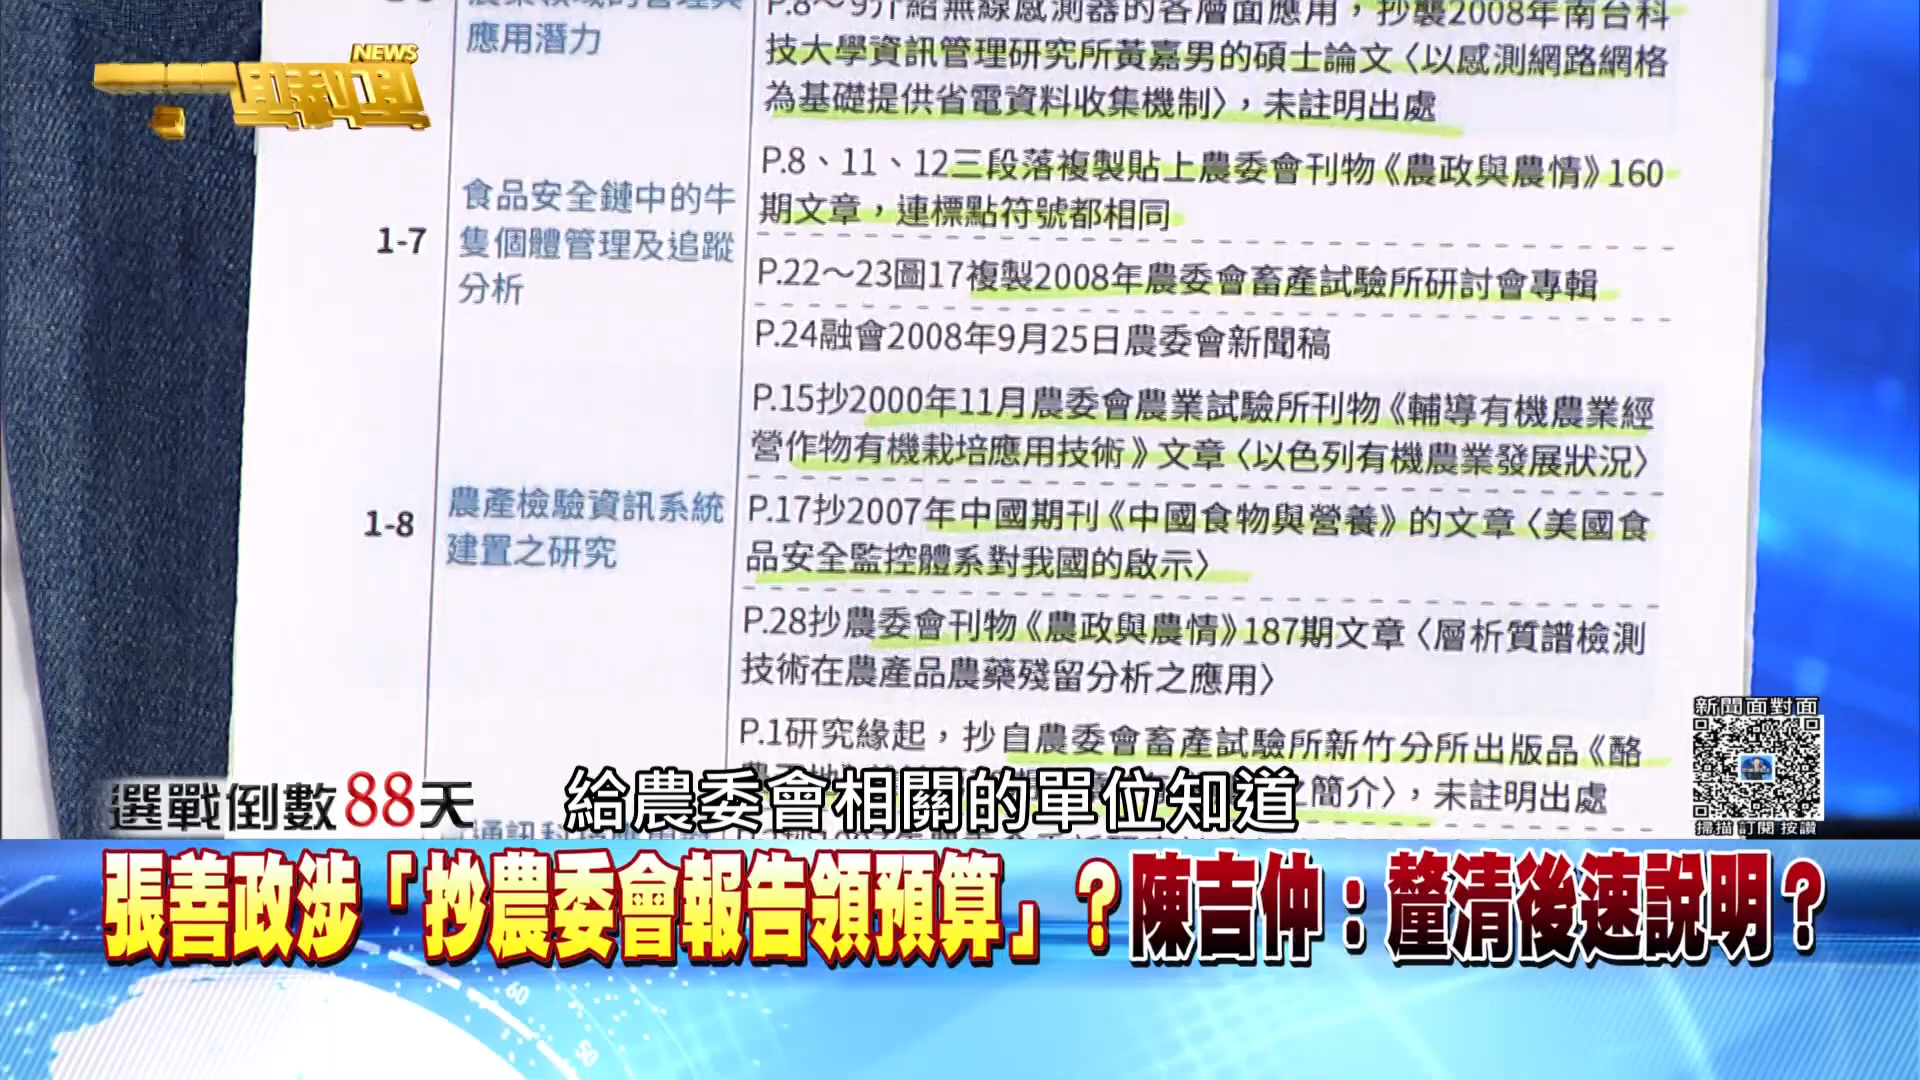 NEWS
應用潛力
P.8～9介紹無線感測器的各層面應用，抄襲2008年南台科
技大學資訊管理研究所黃嘉男的碩士論文〈以感測網路網格
為基礎提供省電資料收集機制〉，未註明出處
1-7
食品安全鏈中的牛
隻個體管理及追蹤
分析
P.8、11、12三段落複製貼上農委會刊物《農政與農情》160
期文章，連標點符號都相同
P.22～23圖17複製2008年農委會畜產試驗所研討會專輯
P.24融會2008年9月25日農委會新聞稿
1-8
農產檢驗資訊系統
建置之研究
P.15抄2000年11月農委會農業試驗所刊物《輔導有機農業經
營作物有機栽培應用技術》文章〈以色列有機農業發展狀況〉
P.17抄2007年中國期刊《中國食物與營養》的文章〈美國食
品安全監控體系對我國的啟示〉
P.28抄農委會刊物《農政與農情》187期文章〈層析質譜檢測
技術在農產品農藥殘留分析之應用〉
P.1研究緣起，抄自農委會畜產試驗所新竹分所出版品《酪
之簡介〉，未註明出處
新聞面對面
掃描 訂閱 按讚
選戰倒數88天
給農委會相關的單位知道
張善政涉「抄農委會報告領預算」？陳吉仲：釐清後速說明？
60
50